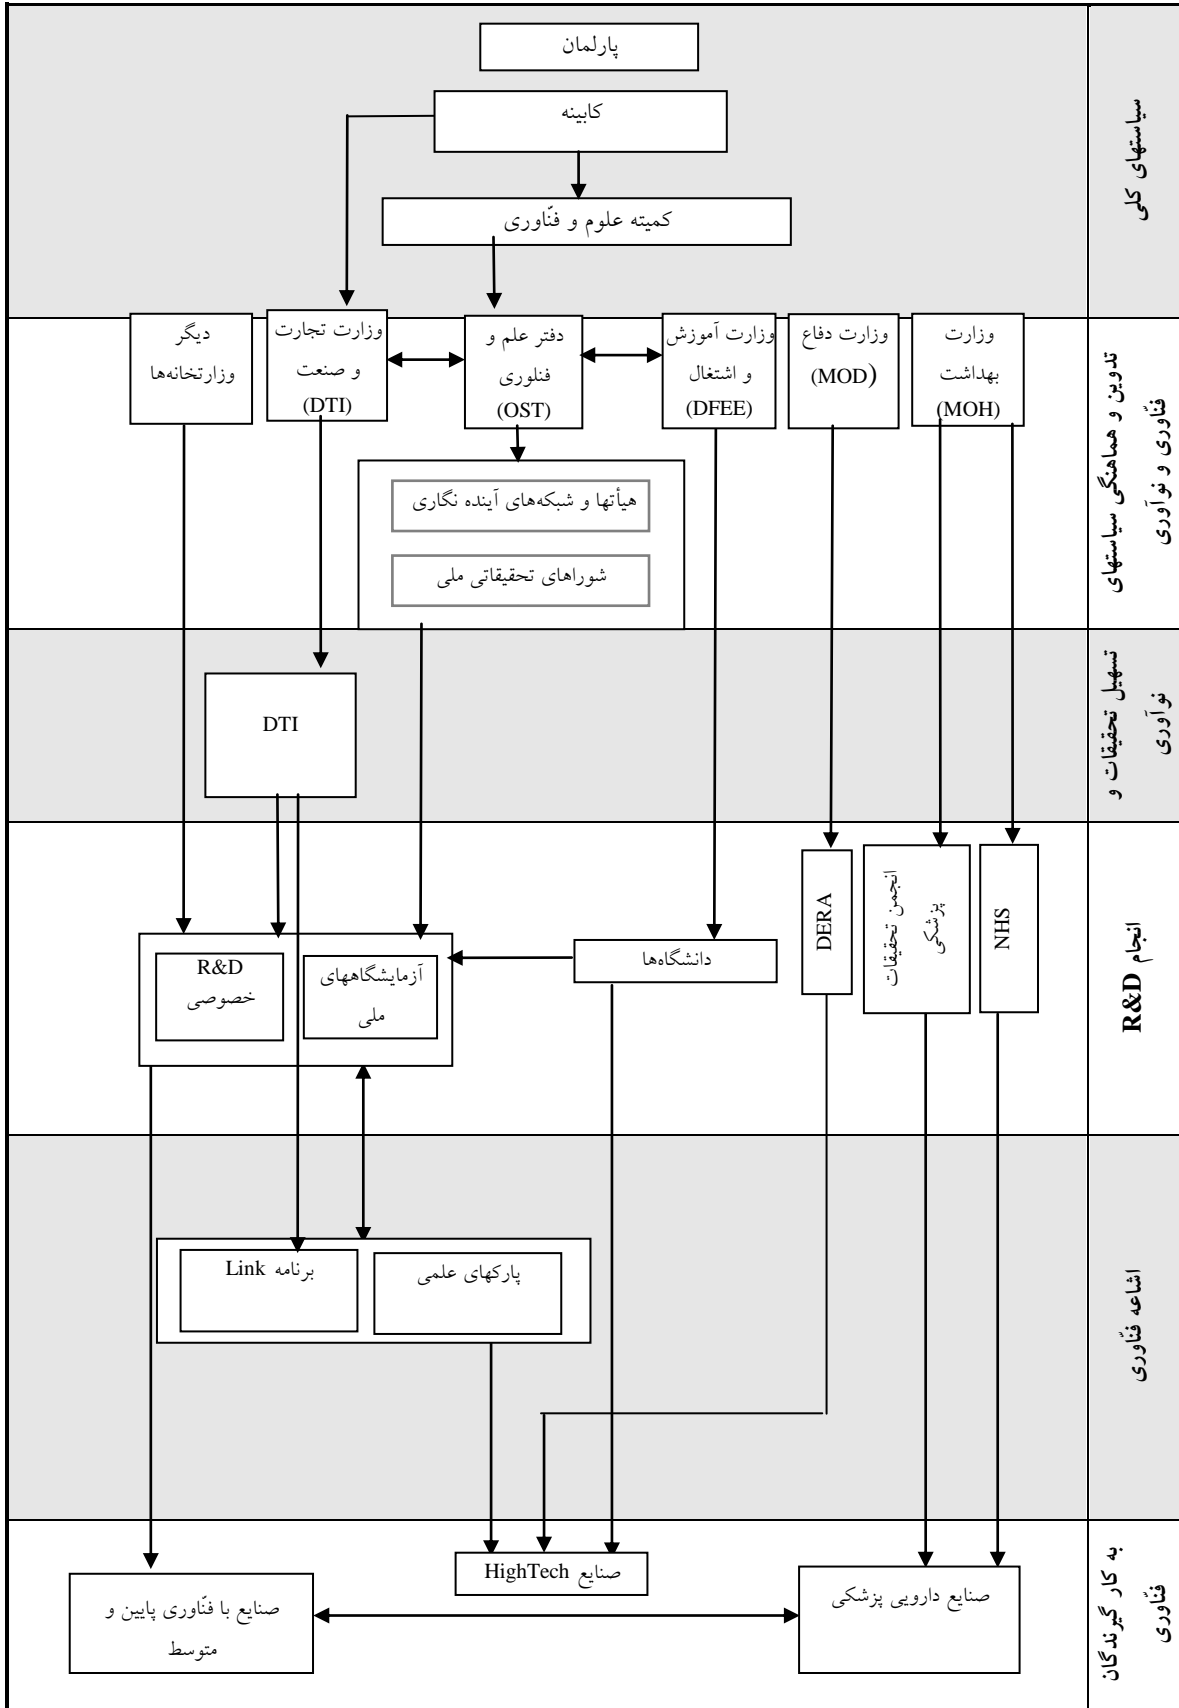 سیاستهای کلی
پارلمان
کابینه
کمیته علوم و فنّاوری
تدوین و هماهنگی سیاستهای
فنّاوری و نوآوری
وزارت
بهداشت
(MOH)
وزارت دفاع
(MOD)
وزارت آموزش
و اشتغال
(DFEE)
دفتر علم و
فنلوری
(OST)
وزارت تجارت
و صنعت
(DTI)
دیگر
وزارتخانه‌ها
هیأتها و شبکه‌های آینده نگاری
شوراهای تحقیقاتی ملی
تسهیل تحقیقات و
نوآوری
DTI
انجام R&D
NHS
انجمن تحقیقات
پزشکی
DERA
دانشگاه‌ها
آزمایشگاههای
ملی
R&D
خصوصی
اشاعه فنّاوری
پارکهای علمی
برنامه Link
به کار گیرندگان
فنّاوری
صنایع دارویی پزشکی
صنایع HighTech
صنایع با فنّاوری پایین و
متوسط